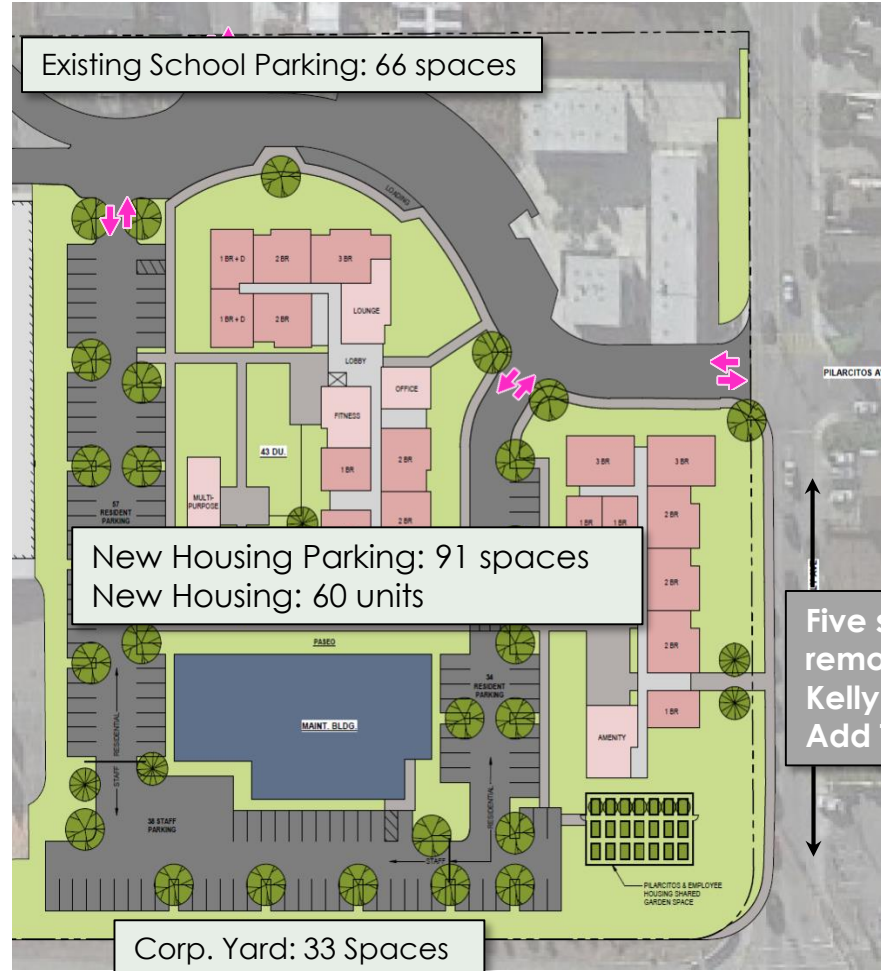 Existing School Parking: 66 spaces
LOADING
1 BR + D
2 BR
3 BR
1 BR + D
2 BR
LOUNGE
LOBBY
OFFICE
FITNESS
43 DU.
1 BR
2 BR
MULTI-
PURPOSE
2 BR
57
RESIDENT
PARKING
PILARCITOS AV
3 BR
3 BR
1 BR
1 BR
2 BR
2 BR
2 BR
1 BR
New Housing Parking: 91 spaces
New Housing: 60 units
Five s
remo
Kelly
Add
PASEO
34
RESIDENT
PARKING
MAINT. BLDG.
AMENITY
RESIDENTIAL
STAFF
38 STAFF
PARKING
RESIDENTIAL
STAFF
PILARCITOS & EMPLOYEE
HOUSING SHARED
GARDEN SPACE
Corp. Yard: 33 Spaces